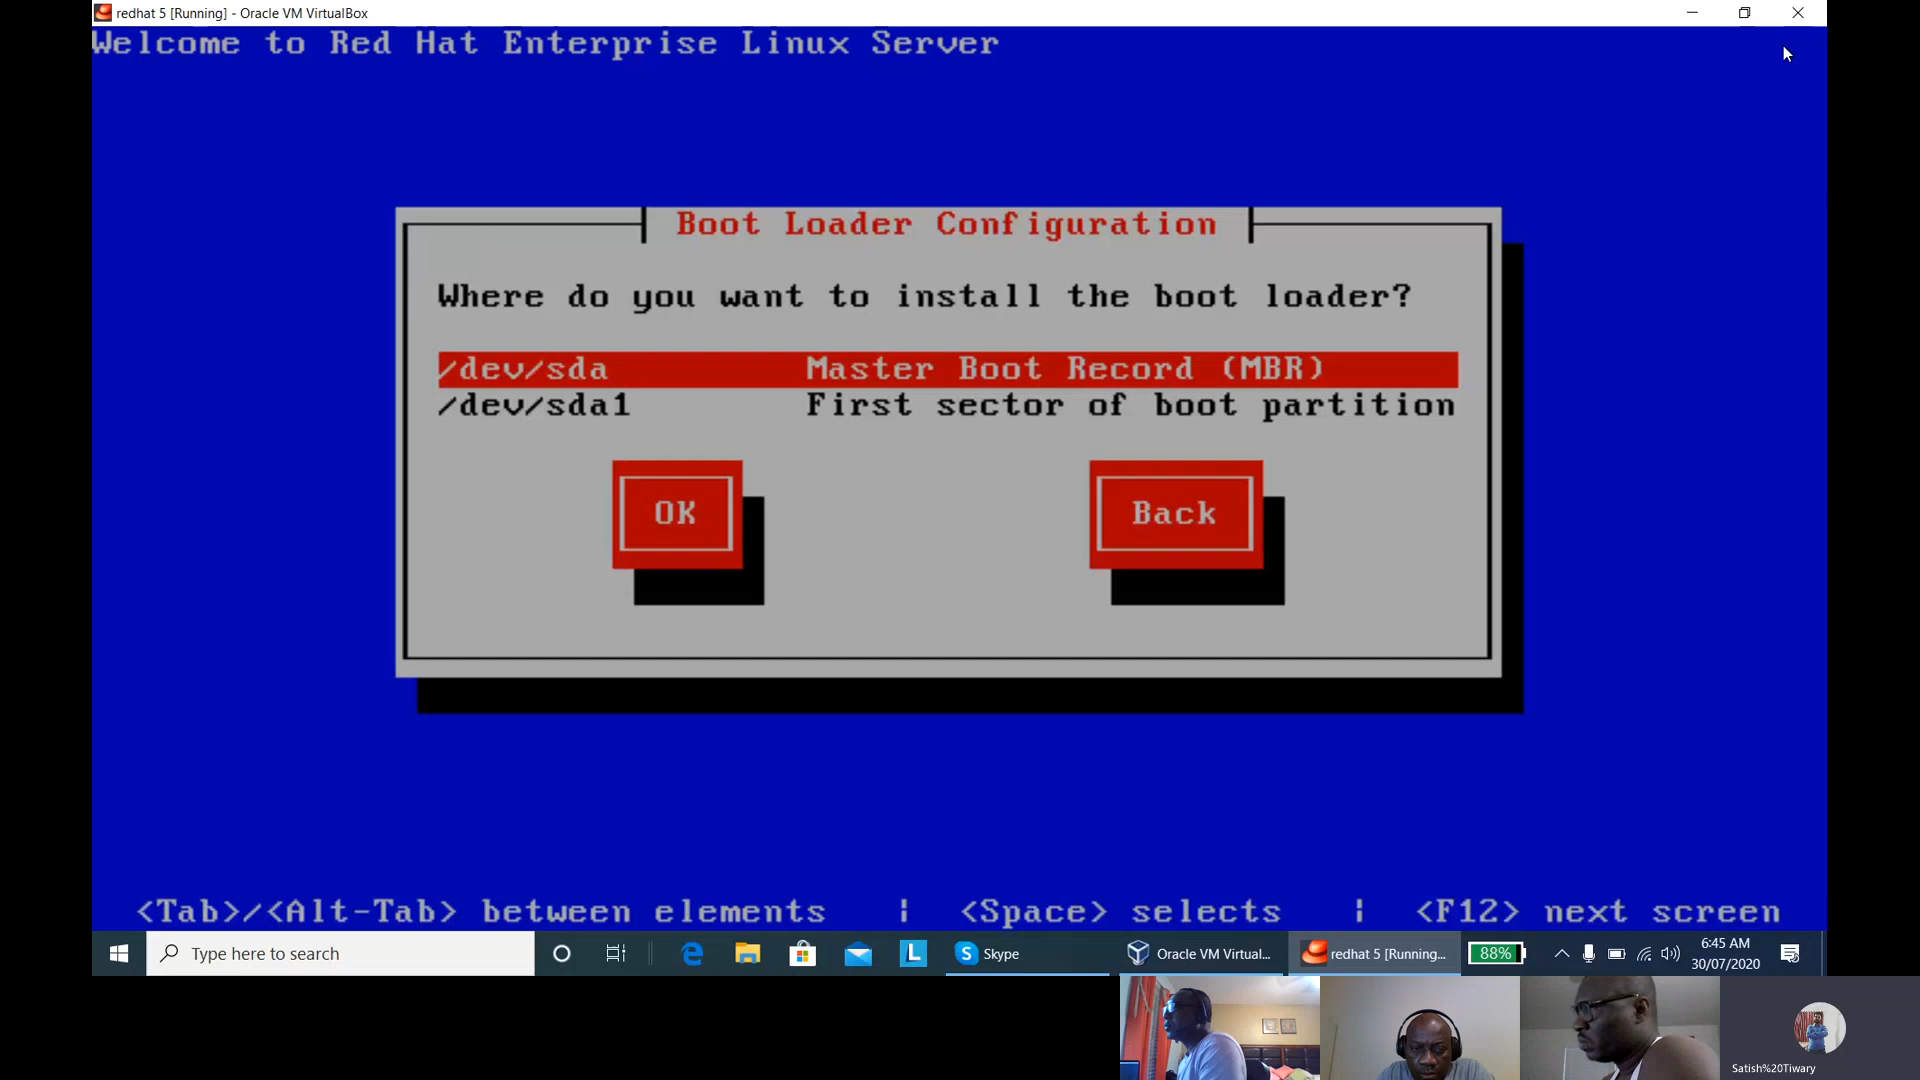 redhat 5 [Running] - Oracle VM VirtualBox
Welcome to Red Hat Enterprise Linux Server
Boot Loader Configuration
Where do you want to install the boot loader?
/dev/sda Master Boot Record (MBR)
/dev/sda1 First sector of boot partition
OK Back
<Tab>/<Alt-Tab> between elements | <Space> selects | <F12> next screen
Type here to search
L
S Skype
Oracle VM Virtual...
redhat 5 [Running...
88%
6:45 AM
30/07/2020
Satish%20Tiwary